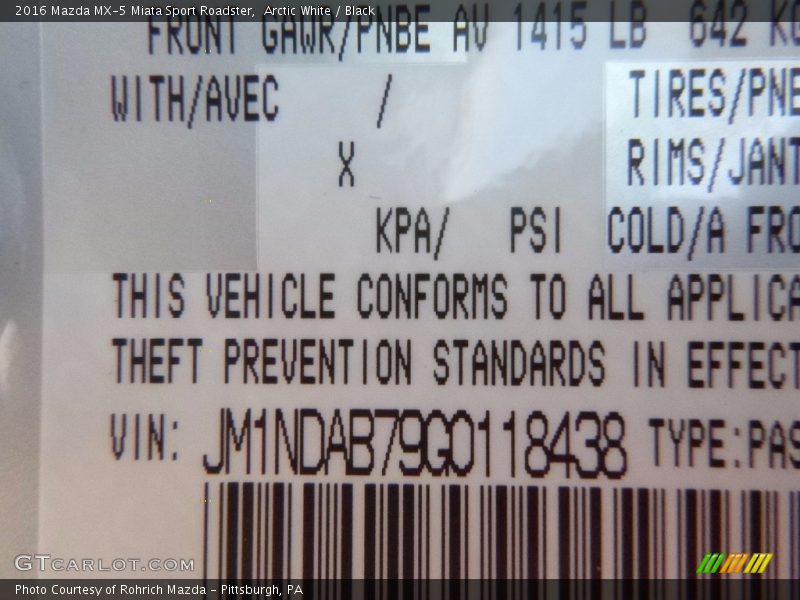 2016 Mazda MX-5 Miata Sport Roadster, Arctic White / Black
FRONT GAWR/PNBE AV 1415 LB 642 KG
WITH/AVEC / TIRES/PNE
X RIMS/JANT
KPA/ PSI COLD/A FRO
THIS VEHICLE CONFORMS TO ALL APPLICA
THEFT PREVENTION STANDARDS IN EFFECT
VIN: JM1NDAB79G0118438 TYPE:PAS
GTCARLOT.COM
Photo Courtesy of Rohrich Mazda - Pittsburgh, PA